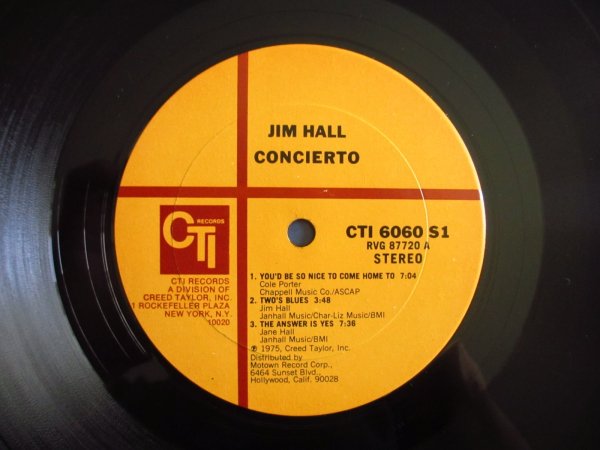 JIM HALL
CONCIERTO
CTI
RECORDS
CTI RECORDS
A DIVISION OF
CREED TAYLOR, INC.
1 ROCKEFELLER PLAZA
NEW YORK, N.Y.
10020
CTI 6060 S1
RVG 87720 A
STEREO
1. YOU'D BE SO NICE TO COME HOME TO 7:04
Cole Porter
Chappell Music Co./ASCAP
2. TWO'S BLUES 3:48
Jim Hall
Janhall Music/Char-Liz Music/BMI
3. THE ANSWER IS YES 7:36
Jane Hall
Janhall Music/BMI
℗ 1975, Creed Taylor, Inc.
Distributed by
Motown Record Corp.,
6464 Sunset Blvd.,
Hollywood, Calif. 90028